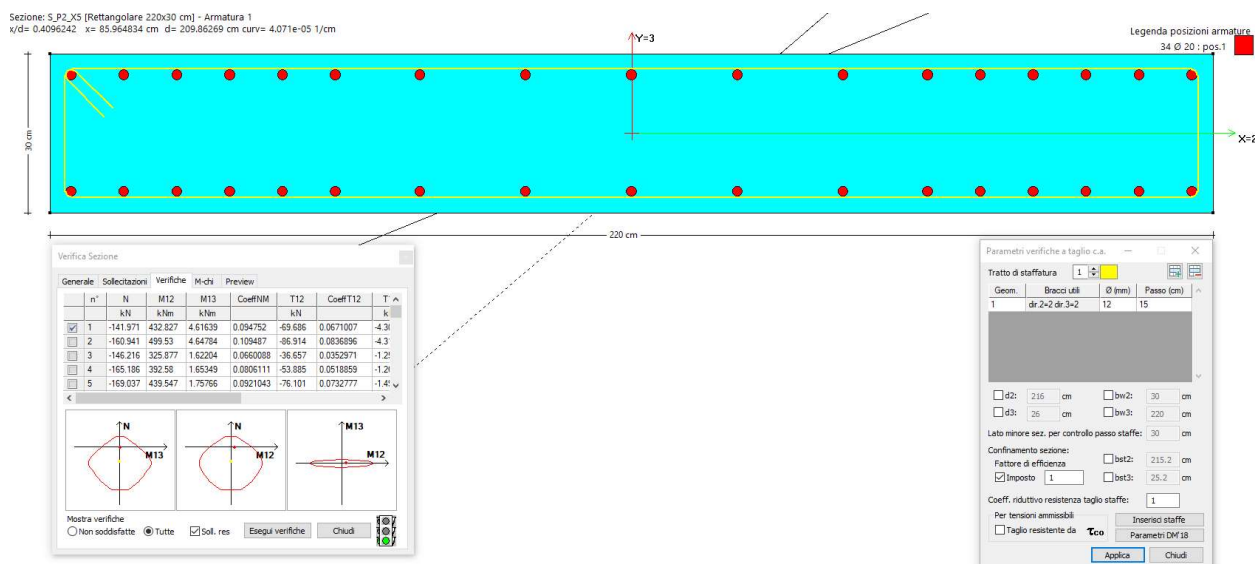 Sezione: S_P2_X5 [Rettangolare 220x30 cm] - Armatura 1
x/d= 0.4096242 x= 85.964834 cm d= 209.86269 cm curv= 4.071e-05 1/cm
Legenda posizioni armature
34 Ø 20 : pos.1
Y=3
X=2
30 cm
220 cm
Verifica Sezione
Generale Sollecitazioni Verifiche M-chi Preview
n° N M12 M13 CoeffNM T12 CoeffT12
kN kNm kNm kN
1 -141.971 432.827 4.61639 0.094752 -69.686 0.0671007 -4.30
2 -160.941 499.53 4.64784 0.109487 -86.914 0.0836896 -4.3
3 -146.216 325.877 1.62204 0.0660088 -36.657 0.0352971 -1.25
4 -165.186 392.58 1.65349 0.0806111 -53.885 0.0518859 -1.20
5 -169.037 439.547 1.75766 0.0921043 -76.101 0.0732777 -1.45
N M13
N M12
M13 M12
Mostra verifiche
Non soddisfatte Tutte Soll. res Esegui verifiche Chiudi
Parametri verifiche a taglio c.a.
Tratto di staffatura 1
Geom. Bracci utili Ø (mm) Passo (cm)
1 dir.2=2 dir.3=2 12 15
d2: 216 cm bw2: 30 cm
d3: 26 cm bw3: 220 cm
Lato minore sez. per controllo passo staffe: 30 cm
Confinamento sezione:
Fattore di efficienza
Imposto 1
bst2: 215.2 cm
bst3: 25.2 cm
Coeff. riduttivo resistenza taglio staffe: 1
Per tensioni ammissibili
Taglio resistente da τco
Inserisci staffe
Parametri DM'18
Applica Chiudi